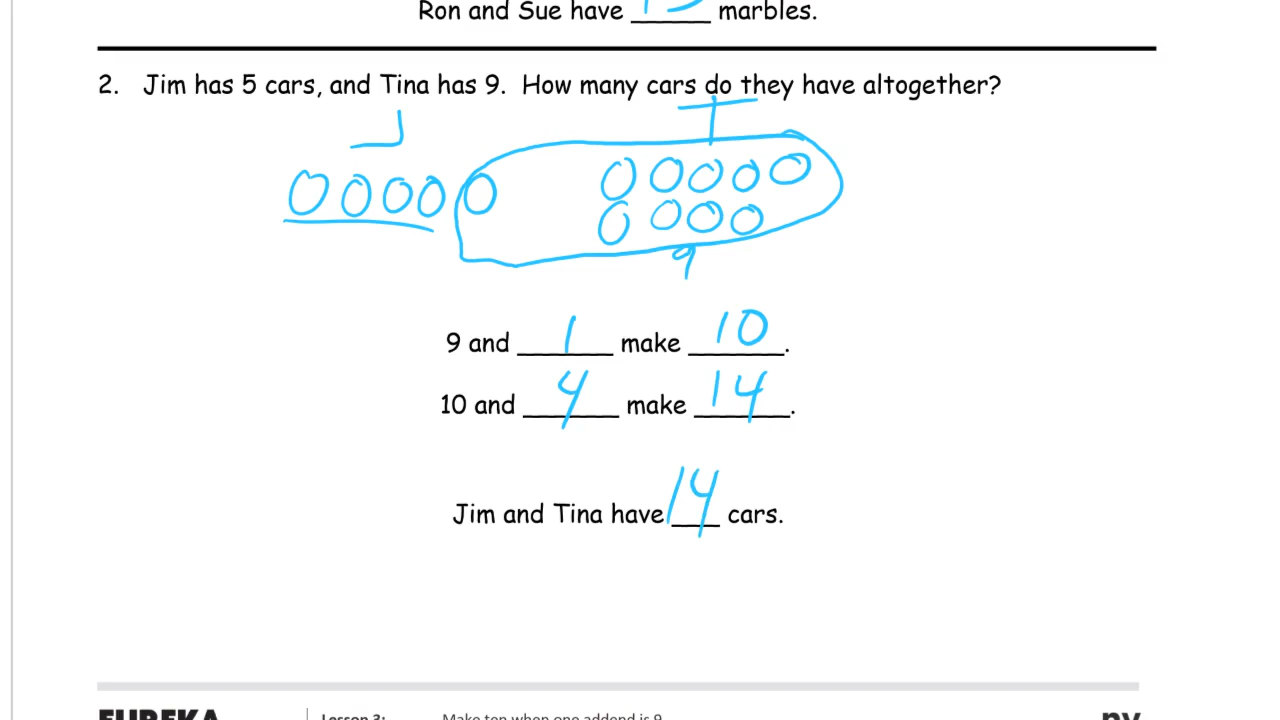 Ron and Sue have ______ marbles.
2. Jim has 5 cars, and Tina has 9. How many cars do they have altogether?
J T
9
9 and 1 make 10.
10 and 4 make 14.
Jim and Tina have 14 cars.
EUREKA Lesson 3: Make ten when one addend is 9